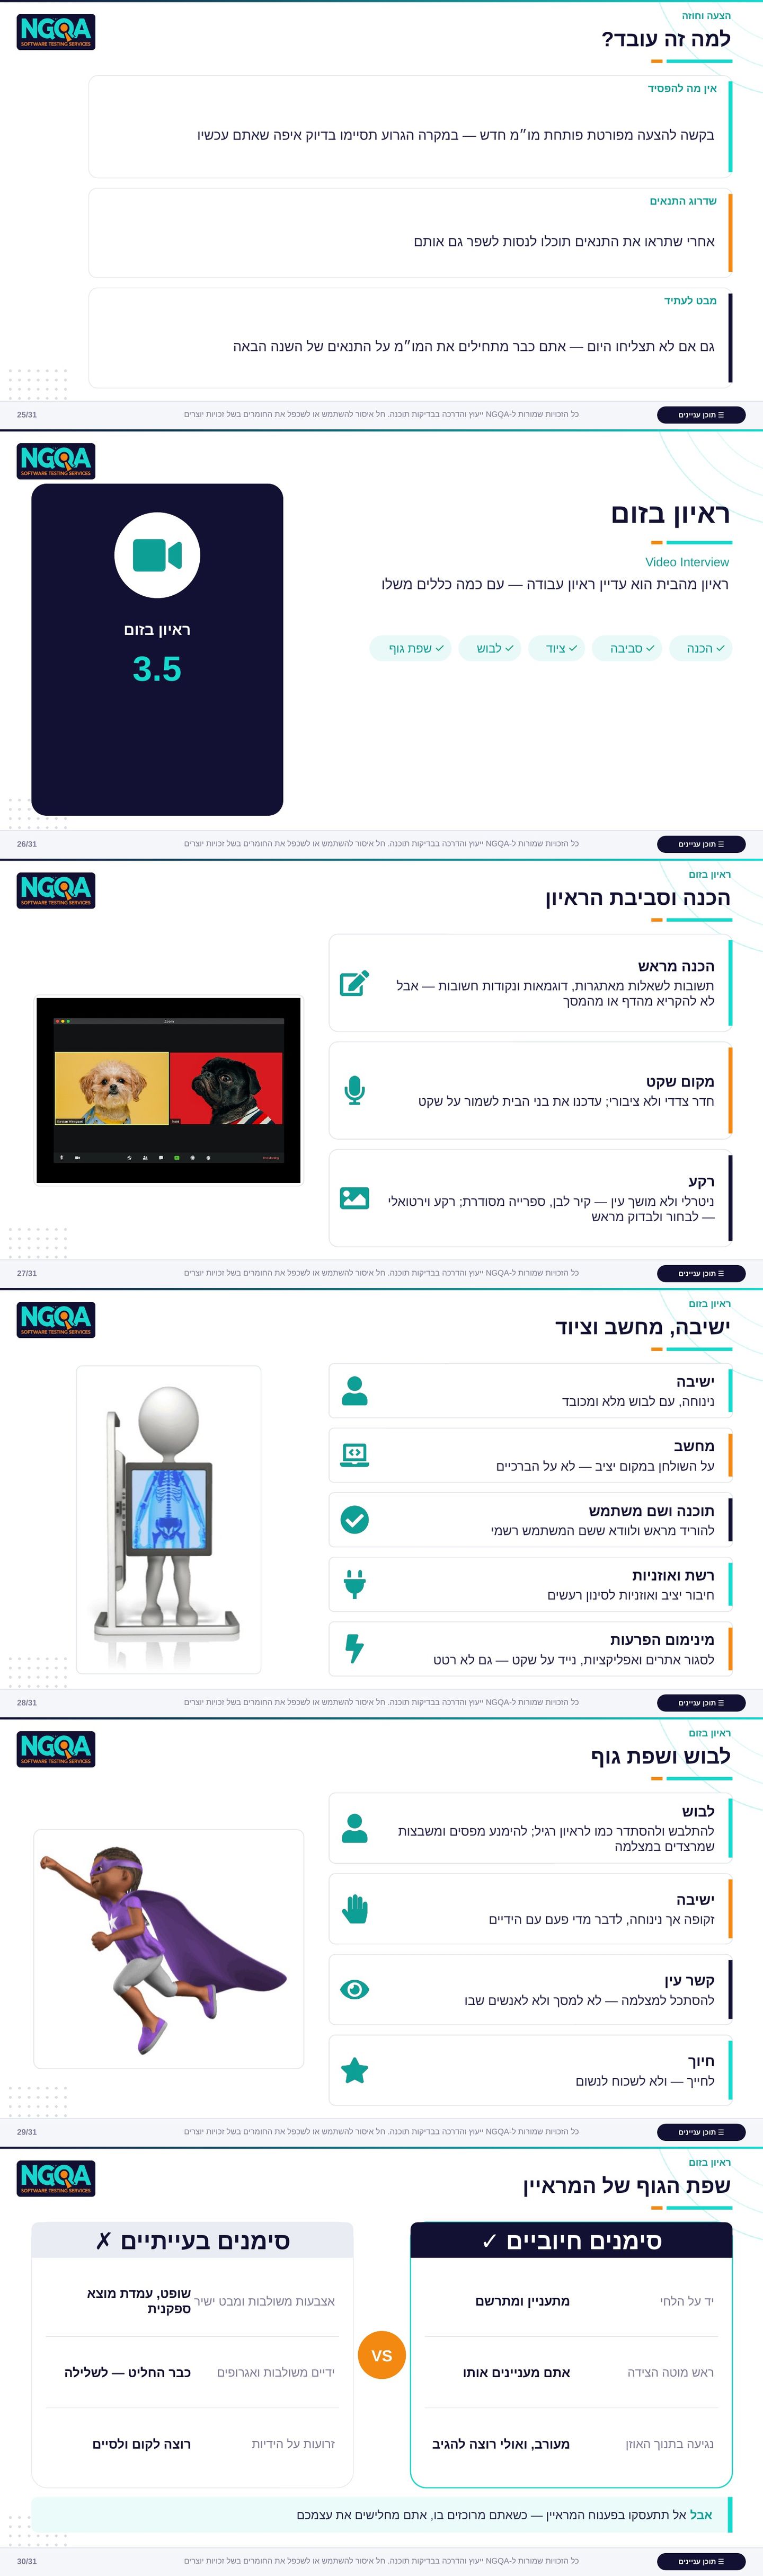 הצעה וחוזה
NGQA
SOFTWARE TESTING SERVICES
למה זה עובד?
אין מה להפסיד
בקשה להצעה מפורטת פותחת מו״מ חדש — במקרה הגרוע תסיימו בדיוק איפה שאתם עכשיו
שדרוג התנאים
אחרי שתראו את התנאים תוכלו לנסות לשפר גם אותם
מבט לעתיד
גם אם לא תצליחו היום — אתם כבר מתחילים את המו״מ על התנאים של השנה הבאה
☰ תוכן עניינים
כל הזכויות שמורות ל-NGQA ייעוץ והדרכה בבדיקות תוכנה. חל איסור להשתמש או לשכפל את החומרים בשל זכויות יוצרים
25/31
NGQA
SOFTWARE TESTING SERVICES
ראיון בזום
Video Interview
ראיון מהבית הוא עדיין ראיון עבודה — עם כמה כללים משלו
✓ הכנה
✓ סביבה
✓ ציוד
✓ לבוש
✓ שפת גוף
ראיון בזום
3.5
☰ תוכן עניינים
כל הזכויות שמורות ל-NGQA ייעוץ והדרכה בבדיקות תוכנה. חל איסור להשתמש או לשכפל את החומרים בשל זכויות יוצרים
26/31
ראיון בזום
NGQA
SOFTWARE TESTING SERVICES
הכנה וסביבת הראיון
הכנה מראש
תשובות לשאלות מאתגרות, דוגמאות ונקודות חשובות — אבל
לא להקריא מהדף או מהמסך
מקום שקט
חדר צדדי ולא ציבורי; עדכנו את בני הבית לשמור על שקט
רקע
ניטרלי ולא מושך עין — קיר לבן, ספרייה מסודרת; רקע וירטואלי
— לבחור ולבדוק מראש
Zoom
☰ תוכן עניינים
כל הזכויות שמורות ל-NGQA ייעוץ והדרכה בבדיקות תוכנה. חל איסור להשתמש או לשכפל את החומרים בשל זכויות יוצרים
27/31
ראיון בזום
NGQA
SOFTWARE TESTING SERVICES
ישיבה, מחשב וציוד
ישיבה
נינוחה, עם לבוש מלא ומכובד
מחשב
על השולחן במקום יציב — לא על הברכיים
תוכנה ושם משתמש
להוריד מראש ולוודא ששם המשתמש רשמי
רשת ואוזניות
חיבור יציב ואוזניות לסינון רעשים
מינימום הפרעות
לסגור אתרים ואפליקציות, נייד על שקט — גם לא רטט
☰ תוכן עניינים
כל הזכויות שמורות ל-NGQA ייעוץ והדרכה בבדיקות תוכנה. חל איסור להשתמש או לשכפל את החומרים בשל זכויות יוצרים
28/31
ראיון בזום
NGQA
SOFTWARE TESTING SERVICES
לבוש ושפת גוף
לבוש
להתלבש ולהסתדר כמו לראיון רגיל; להימנע מפסים ומשבצות
שמרצדים במצלמה
ישיבה
זקופה אך נינוחה, לדבר מדי פעם עם הידיים
קשר עין
להסתכל למצלמה — לא למסך ולא לאנשים שבו
חיוך
לחייך — ולא לשכוח לנשום
☰ תוכן עניינים
כל הזכויות שמורות ל-NGQA ייעוץ והדרכה בבדיקות תוכנה. חל איסור להשתמש או לשכפל את החומרים בשל זכויות יוצרים
29/31
ראיון בזום
NGQA
SOFTWARE TESTING SERVICES
שפת הגוף של המראיין
סימנים חיוביים ✓
יד על הלחי
מתעניין ומתרשם
ראש מוטה הצידה
אתם מעניינים אותו
נגיעה בתנוך האוזן
מעורב, ואולי רוצה להגיב
VS
סימנים בעייתיים ✗
אצבעות משולבות ומבט ישיר
שופט, עמדת מוצא
ספקנית
ידיים משולבות ואגרופים
כבר החליט — לשלילה
זרועות על הידיות
רוצה לקום ולסיים
אבל אל תתעסקו בפענוח המראיין — כשאתם מרוכזים בו, אתם מחלישים את עצמכם
☰ תוכן עניינים
כל הזכויות שמורות ל-NGQA ייעוץ והדרכה בבדיקות תוכנה. חל איסור להשתמש או לשכפל את החומרים בשל זכויות יוצרים
30/31